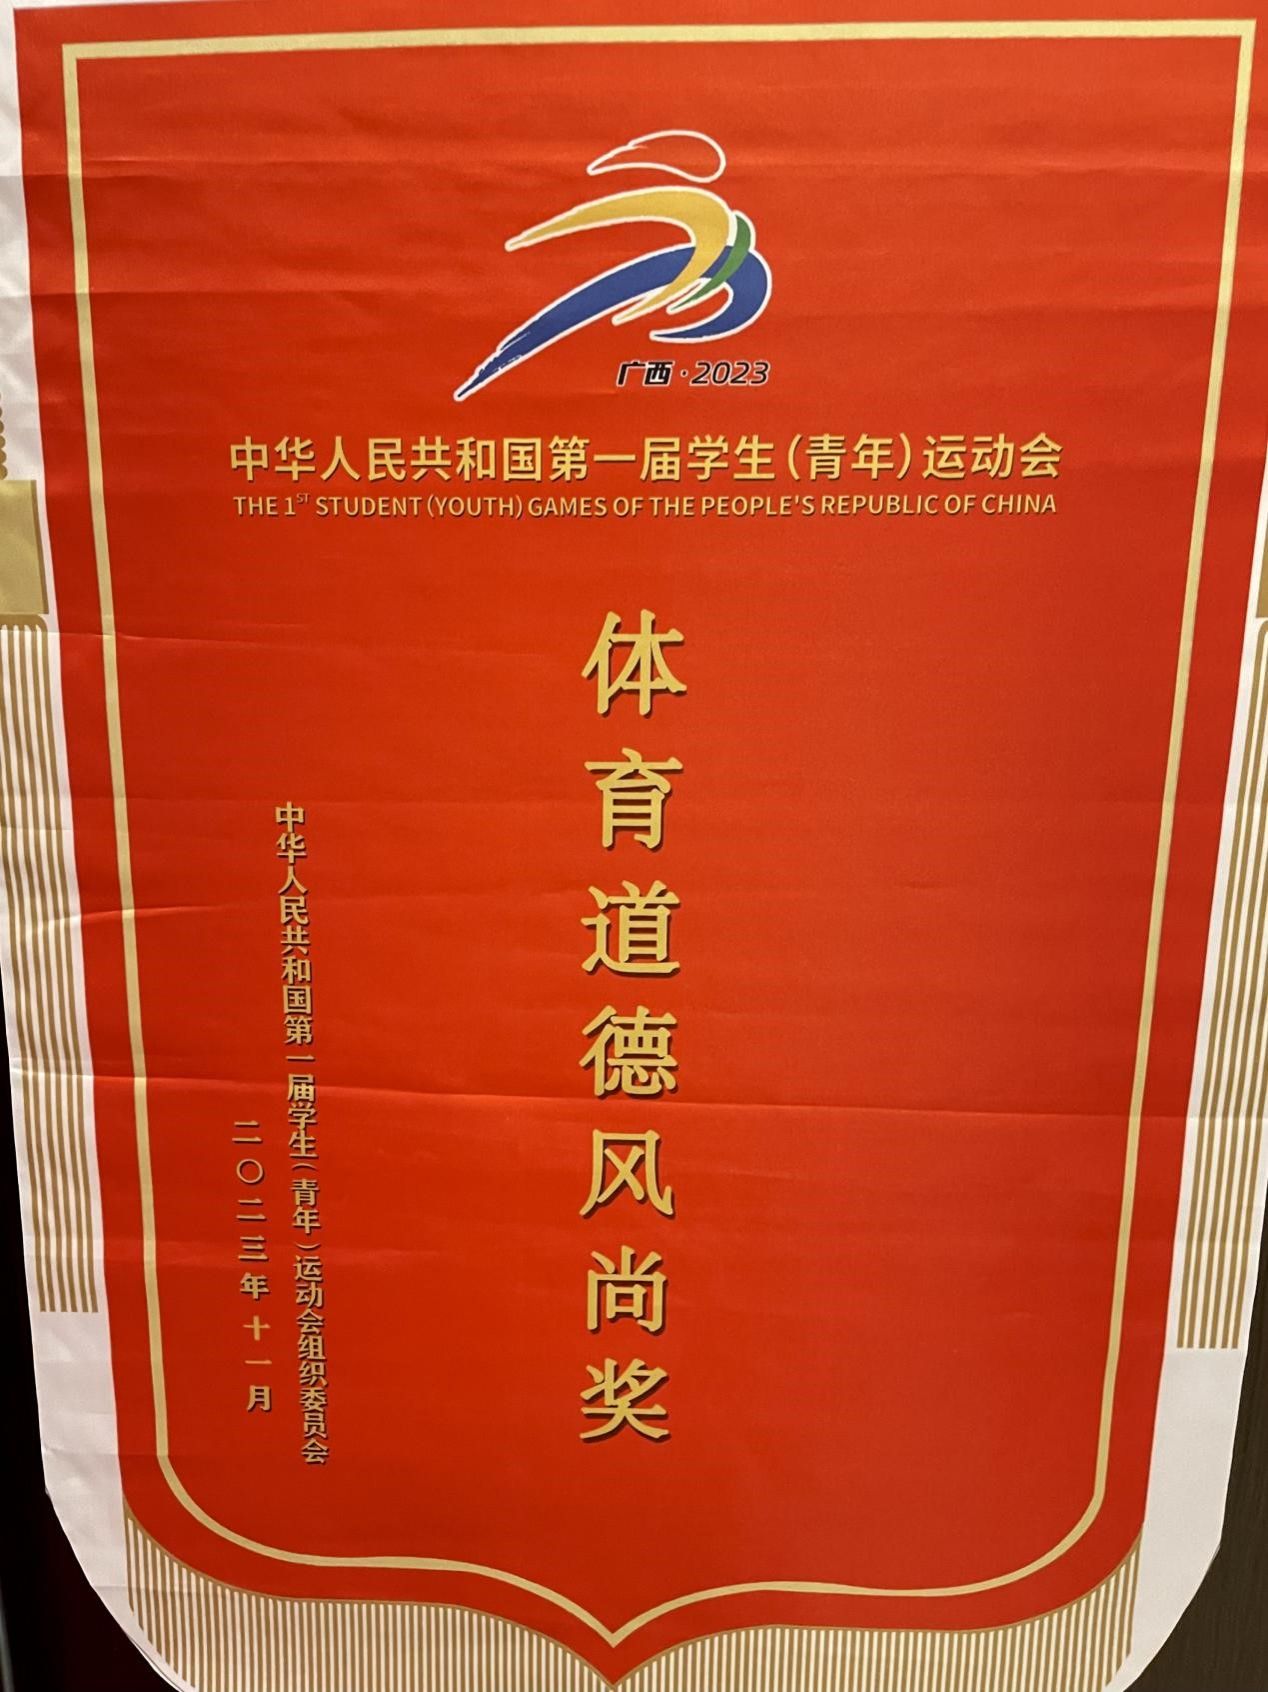 广西·2023
中华人民共和国第一届学生（青年）运动会
THE 1ST STUDENT (YOUTH) GAMES OF THE PEOPLE'S REPUBLIC OF CHINA
体育道德风尚奖
中华人民共和国第一届学生（青年）运动会组织委员会
二〇二三年十一月